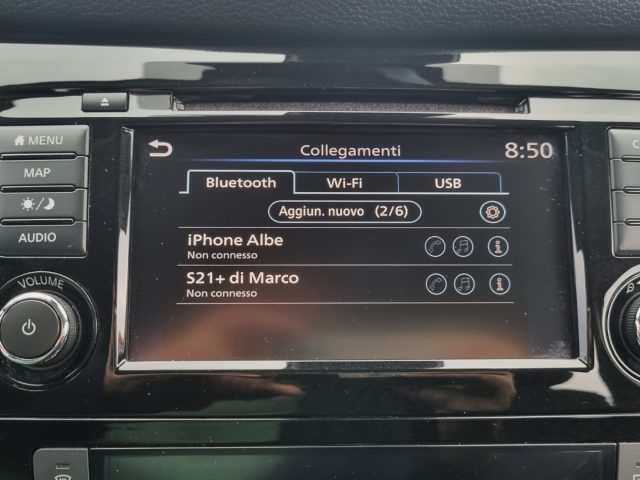 MENU
MAP
AUDIO
VOLUME
Collegamenti 8:50
Bluetooth Wi-Fi USB
Aggiun. nuovo (2/6)
iPhone Albe
Non connesso
S21+ di Marco
Non connesso